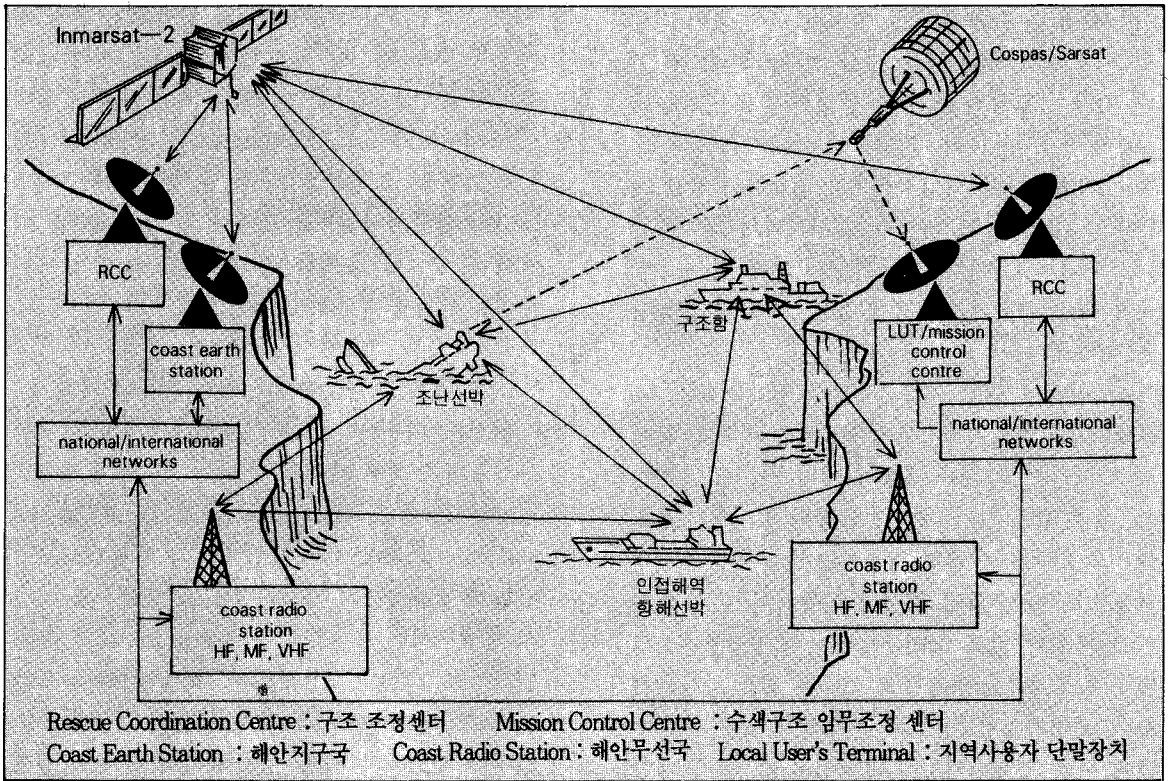 Inmarsat—2
Cospas/Sarsat
RCC
coast earth
station
national/international
networks
조난선박
구조함
LUT/mission
control
contre
RCC
national/international
networks
coast radio
station
HF, MF, VHF
인접해역
항해선박
coast radio
station
HF, MF, VHF
Rescue Coordination Centre : 구조 조정센터 Mission Control Centre : 수색구조 임무조정 센터
Coast Earth Station : 해안지구국 Coast Radio Station : 해안무선국 Local User's Terminal : 지역사용자 단말장치